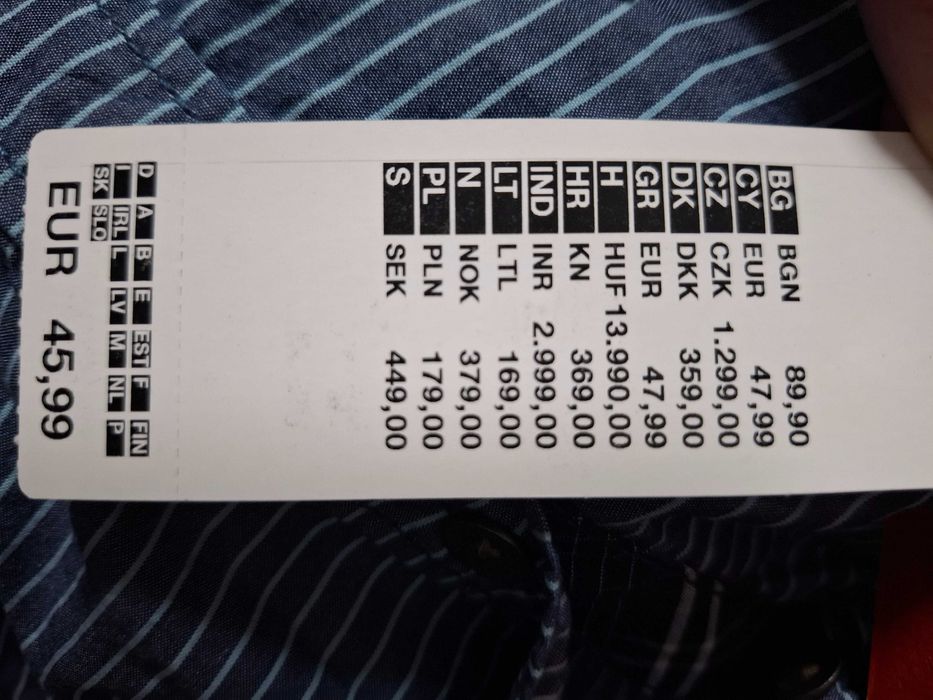 BG BGN 89,90
CY EUR 47,99
CZ CZK 1.299,00
DK DKK 359,00
GR EUR 47,99
H HUF 13.990,00
HR KN 369,00
IND INR 2.999,00
LT LTL 169,00
N NOK 379,00
PL PLN 179,00
S SEK 449,00
D A B E EST F FIN
I IRL L LV M NL P
SK SLO
EUR 45,99